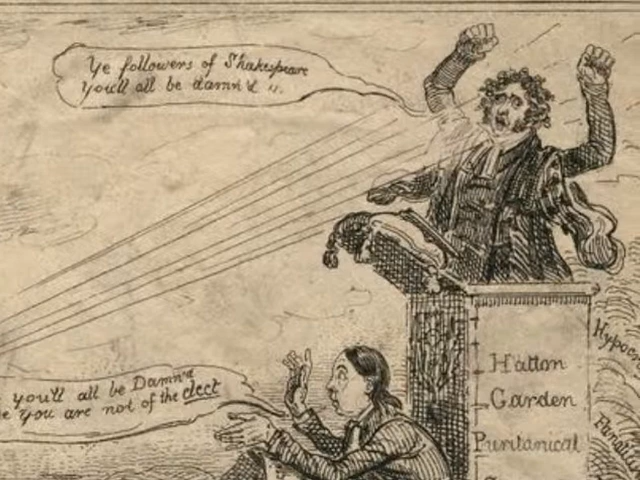 Ye followers of Shakespeare
you'll all be damn'd
you'll all be Damn'd
you are not of the elect
Hatton
Garden
Puritanical